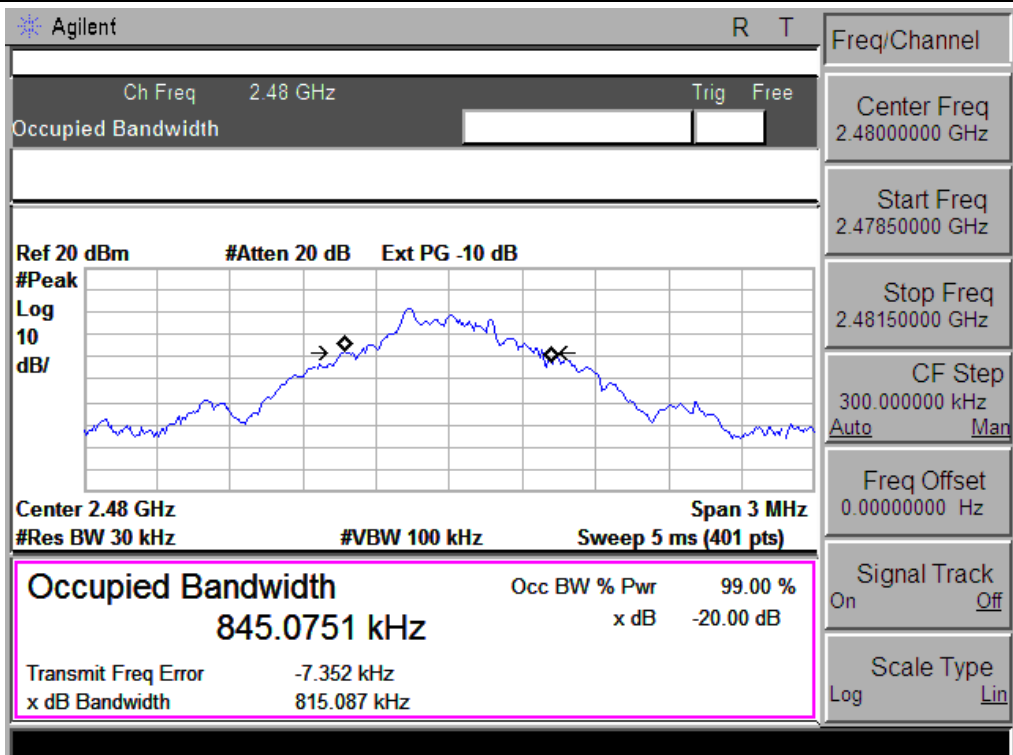 Agilent R T
Ch Freq 2.48 GHz Trig Free
Occupied Bandwidth
Ref 20 dBm #Atten 20 dB Ext PG -10 dB
#Peak
Log
10
dB/
Center 2.48 GHz Span 3 MHz
#Res BW 30 kHz #VBW 100 kHz Sweep 5 ms (401 pts)
Occupied Bandwidth Occ BW % Pwr 99.00 %
845.0751 kHz x dB -20.00 dB
Transmit Freq Error -7.352 kHz
x dB Bandwidth 815.087 kHz
Freq/Channel
Center Freq
2.48000000 GHz
Start Freq
2.47850000 GHz
Stop Freq
2.48150000 GHz
CF Step
300.000000 kHz
Auto Man
Freq Offset
0.00000000 Hz
Signal Track
On Off
Scale Type
Log Lin